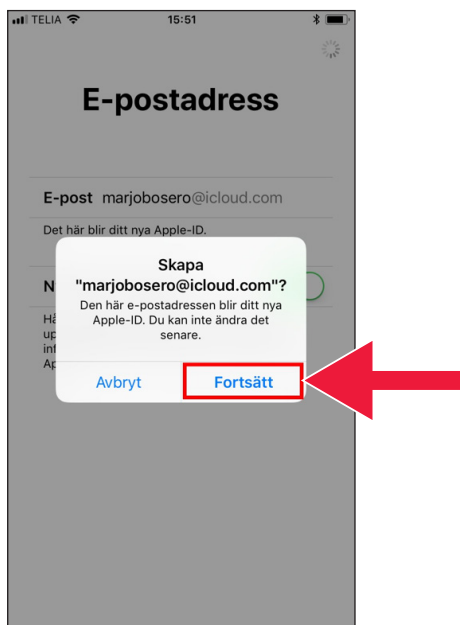 TELIA 15:51
E-postadress
E-post marjobosero@icloud.com
Det här blir ditt nya Apple-ID.
Skapa
"marjobosero@icloud.com"?
Den här e-postadressen blir ditt nya
Apple-ID. Du kan inte ändra det
senare.
Avbryt Fortsätt